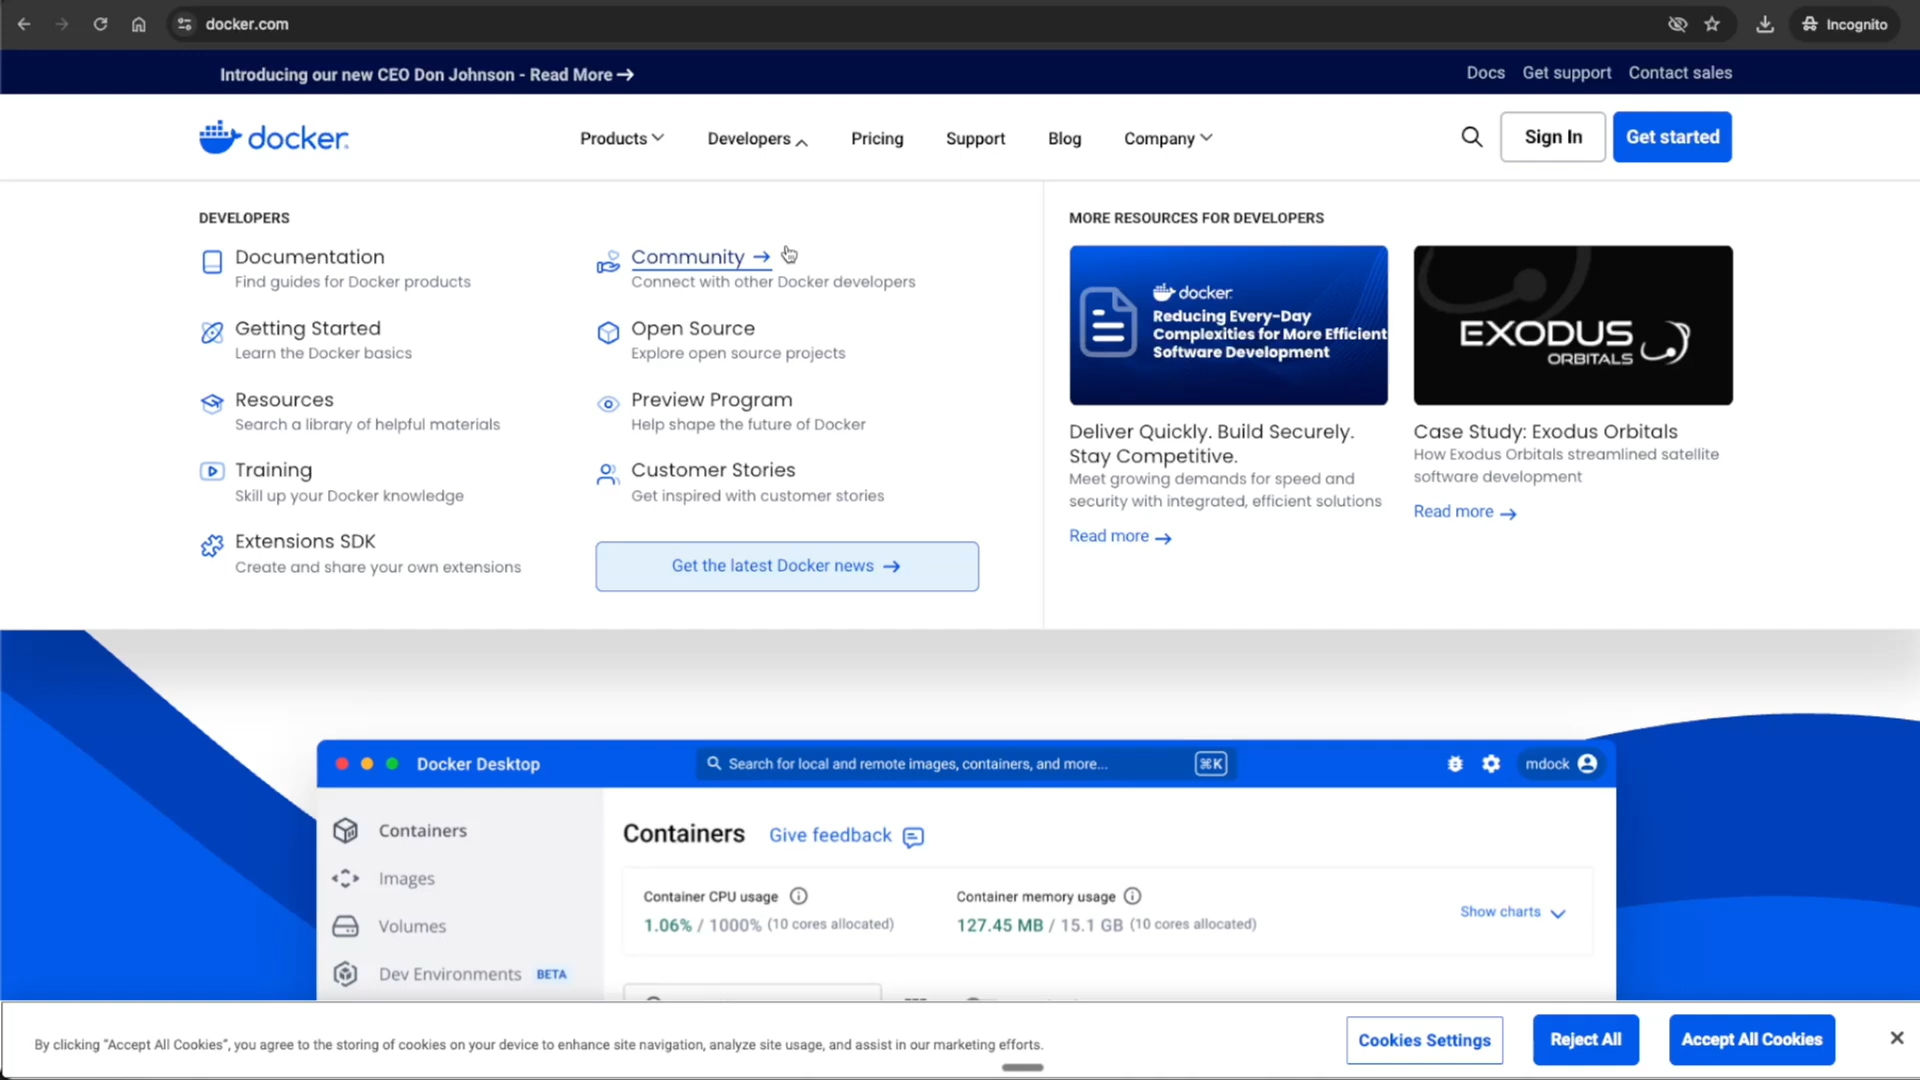 docker.com
Incognito
Introducing our new CEO Don Johnson - Read More →
Docs Get support Contact sales
docker.
Products Developers Pricing Support Blog Company
Sign In
Get started
DEVELOPERS
Documentation
Find guides for Docker products
Getting Started
Learn the Docker basics
Resources
Search a library of helpful materials
Training
Skill up your Docker knowledge
Extensions SDK
Create and share your own extensions
Community →
Connect with other Docker developers
Open Source
Explore open source projects
Preview Program
Help shape the future of Docker
Customer Stories
Get inspired with customer stories
Get the latest Docker news →
MORE RESOURCES FOR DEVELOPERS
docker.
Reducing Every-Day
Complexities for More Efficient
Software Development
Deliver Quickly. Build Securely.
Stay Competitive.
Meet growing demands for speed and
security with integrated, efficient solutions
Read more →
EXODUS
ORBITALS
Case Study: Exodus Orbitals
How Exodus Orbitals streamlined satellite
software development
Read more →
Docker Desktop
Search for local and remote images, containers, and more...
⌘K
mdock
Containers
Images
Volumes
Dev Environments BETA
Containers Give feedback
Container CPU usage
1.06% / 1000% (10 cores allocated)
Container memory usage
127.45 MB / 15.1 GB (10 cores allocated)
Show charts
By clicking “Accept All Cookies”, you agree to the storing of cookies on your device to enhance site navigation, analyze site usage, and assist in our marketing efforts.
Cookies Settings
Reject All
Accept All Cookies